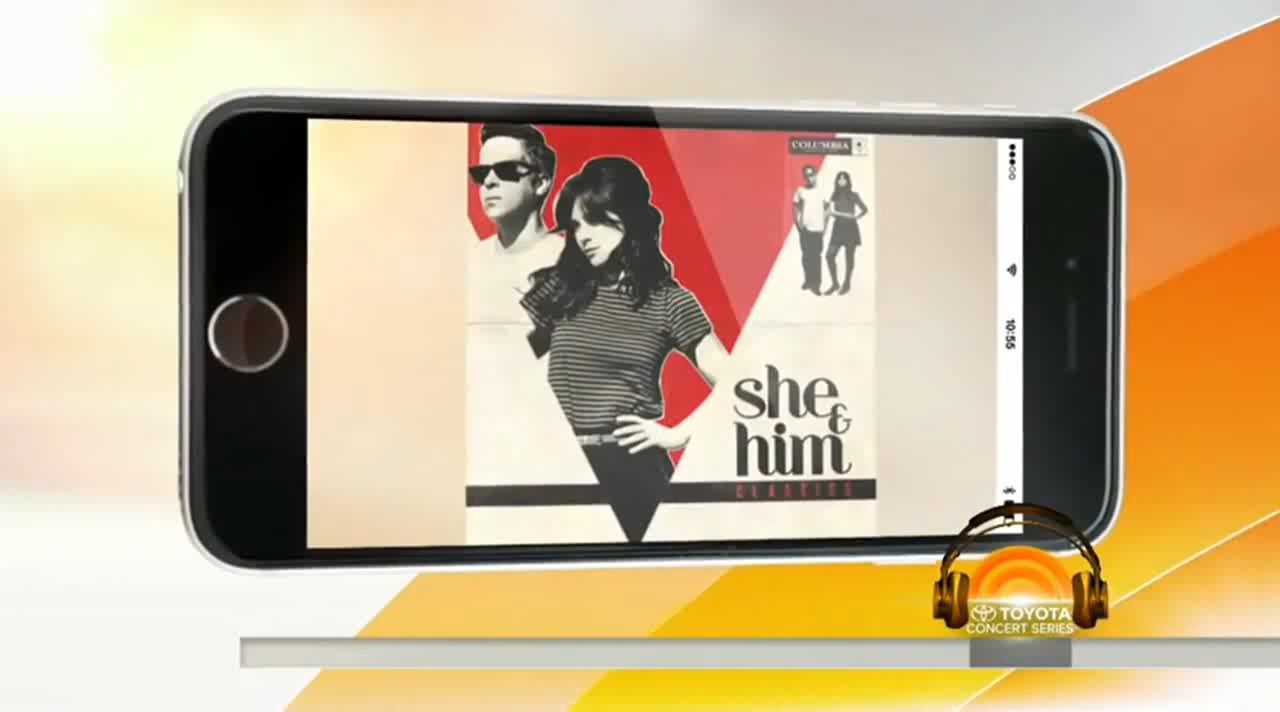 COLUMBIA
10:55
she
&
him
CLASSICS
TOYOTA
CONCERT SERIES